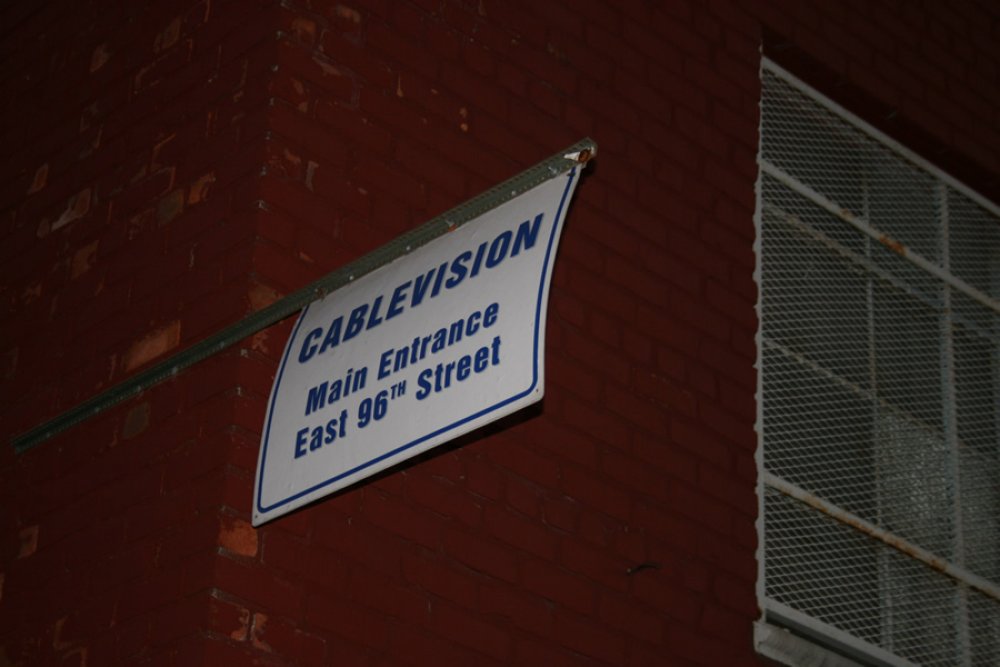 CABLEVISION
Main Entrance
East 96TH Street